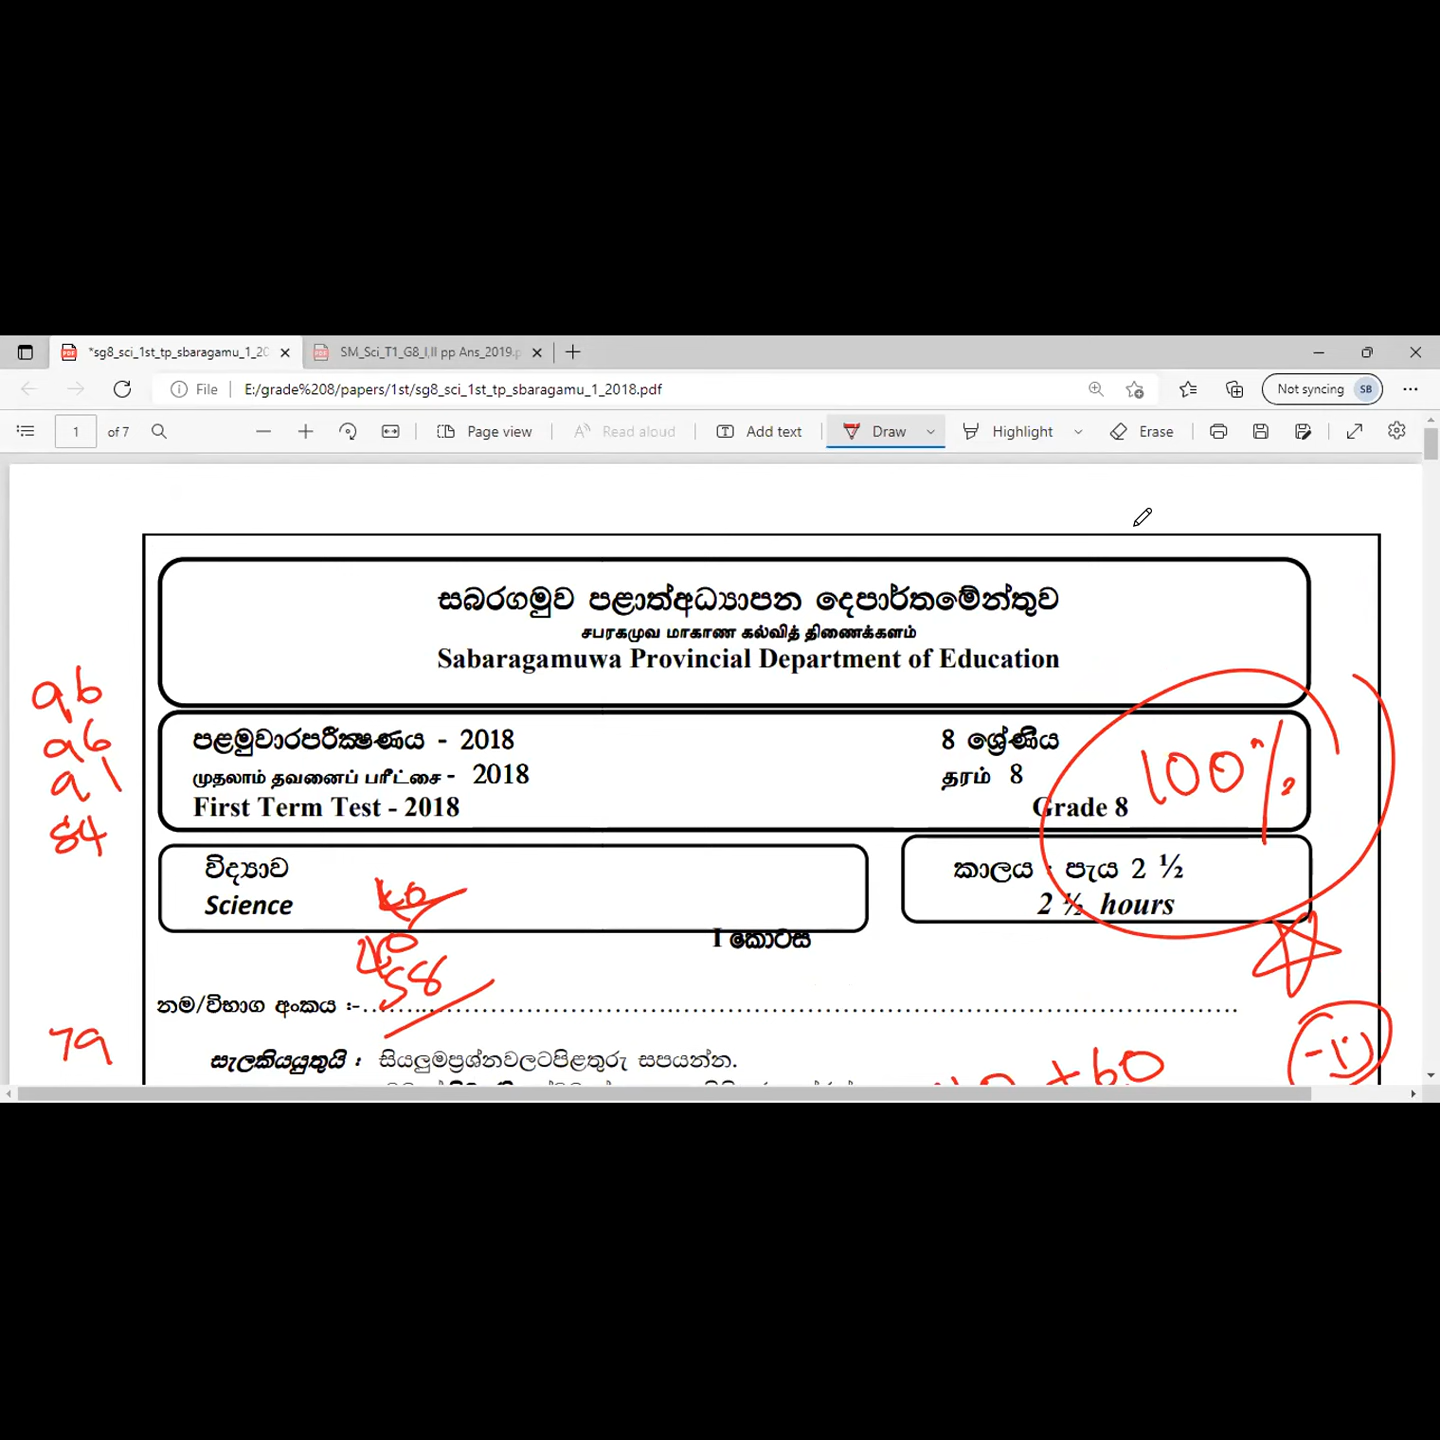 *sg8_sci_1st_tp_sbaragamu_1_20
SM_Sci_T1_G8_I,II pp Ans_2019.p
File E:/grade%208/papers/1st/sg8_sci_1st_tp_sbaragamu_1_2018.pdf Not syncing SB
1 of 7 Page view Read aloud Add text Draw Highlight Erase
සබරගමුව පළාත්අධ්‍යාපන දෙපාර්තමේන්තුව
சபரகமுவ மாகாண கல்வித் திணைக்களம்
Sabaragamuwa Provincial Department of Education
96
96
91
84
පළමුවාරපරීක්‍ෂණය - 2018 8 ශ්‍රේණිය
முதலாம் தவணைப் பரீட்சை - 2018 தரம் 8
First Term Test - 2018 Grade 8
100%
විද්‍යාව
Science
කාලය : පැය 2 ½
2 ½ hours
I කොටස
40
58
නම/විභාග අංකය :-
79
සැලකියයුතුයි : සියලුමප්‍රශ්නවලටපිළතුරු සපයන්න.
+60